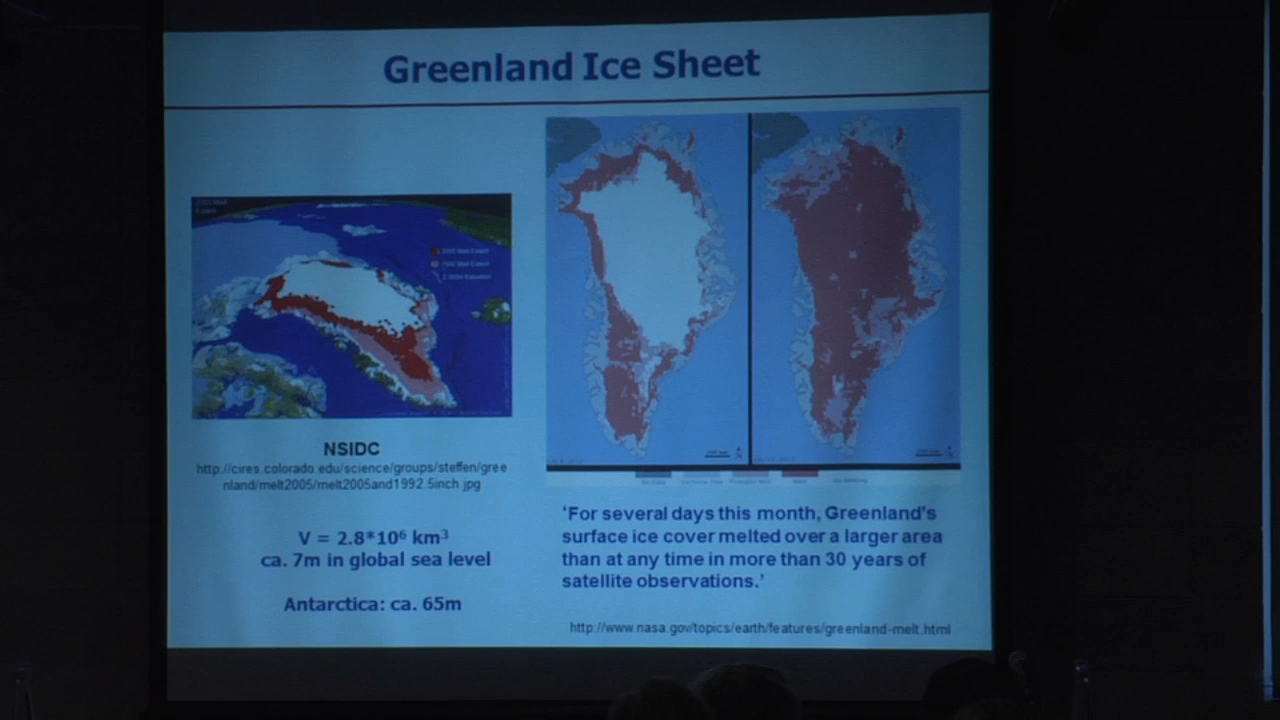 Greenland Ice Sheet
NSIDC
http://cires.colorado.edu/science/groups/steffen/gree
nland/melt2005/melt2005and1992.5inch.jpg
V = 2.8*10⁶ km³
ca. 7m in global sea level
Antarctica: ca. 65m
'For several days this month, Greenland's
surface ice cover melted over a larger area
than at any time in more than 30 years of
satellite observations.'
http://www.nasa.gov/topics/earth/features/greenland-melt.html